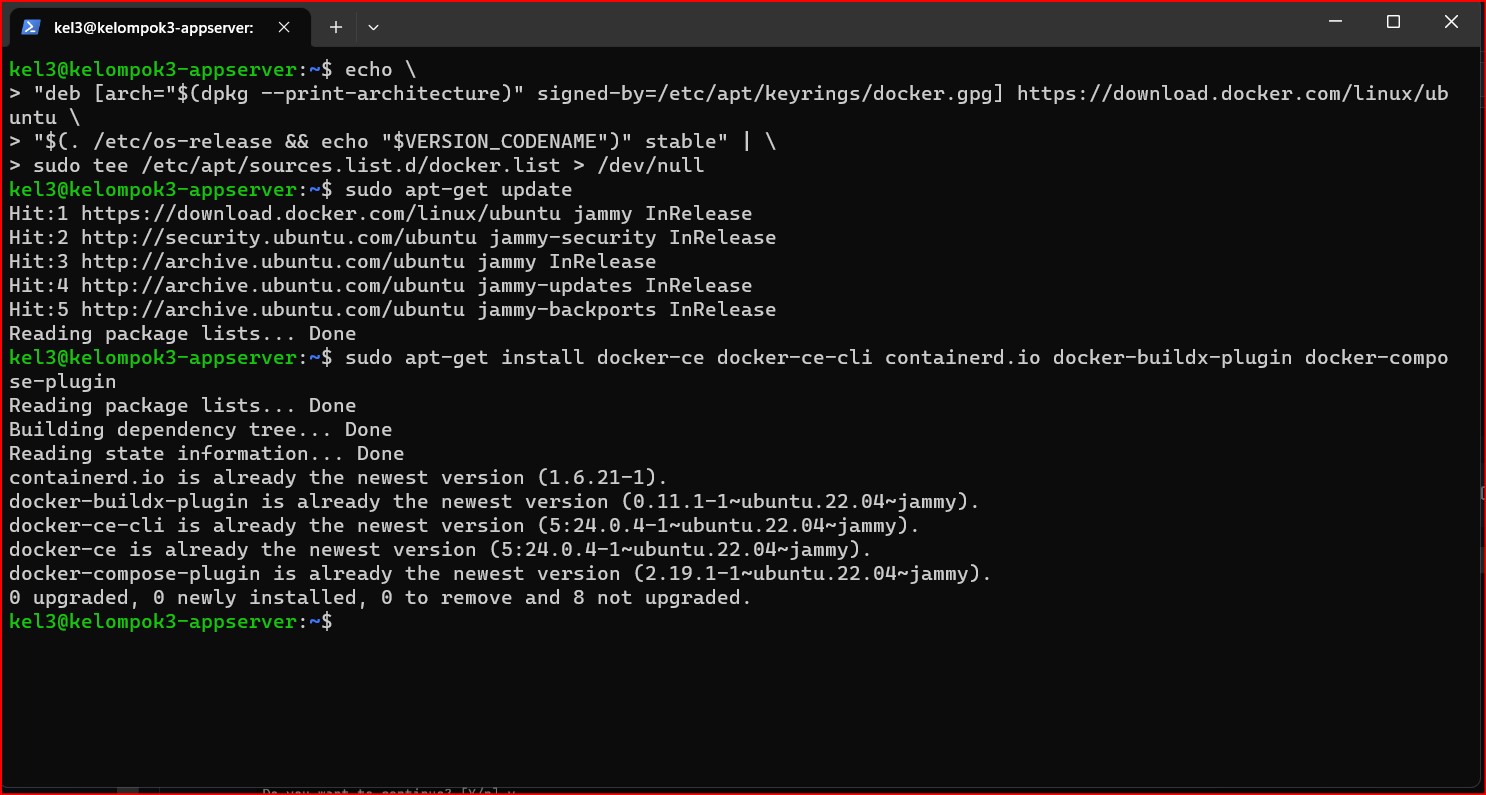 kel3@kelompok3-appserver:
kel3@kelompok3-appserver:~$ echo \
> "deb [arch="$(dpkg --print-architecture)" signed-by=/etc/apt/keyrings/docker.gpg] https://download.docker.com/linux/ub
untu \
> "$(. /etc/os-release && echo "$VERSION_CODENAME")" stable" | \
> sudo tee /etc/apt/sources.list.d/docker.list > /dev/null
kel3@kelompok3-appserver:~$ sudo apt-get update
Hit:1 https://download.docker.com/linux/ubuntu jammy InRelease
Hit:2 http://security.ubuntu.com/ubuntu jammy-security InRelease
Hit:3 http://archive.ubuntu.com/ubuntu jammy InRelease
Hit:4 http://archive.ubuntu.com/ubuntu jammy-updates InRelease
Hit:5 http://archive.ubuntu.com/ubuntu jammy-backports InRelease
Reading package lists... Done
kel3@kelompok3-appserver:~$ sudo apt-get install docker-ce docker-ce-cli containerd.io docker-buildx-plugin docker-compo
se-plugin
Reading package lists... Done
Building dependency tree... Done
Reading state information... Done
containerd.io is already the newest version (1.6.21-1).
docker-buildx-plugin is already the newest version (0.11.1-1~ubuntu.22.04~jammy).
docker-ce-cli is already the newest version (5:24.0.4-1~ubuntu.22.04~jammy).
docker-ce is already the newest version (5:24.0.4-1~ubuntu.22.04~jammy).
docker-compose-plugin is already the newest version (2.19.1-1~ubuntu.22.04~jammy).
0 upgraded, 0 newly installed, 0 to remove and 8 not upgraded.
kel3@kelompok3-appserver:~$
Do you want to continue? [Y/n] y